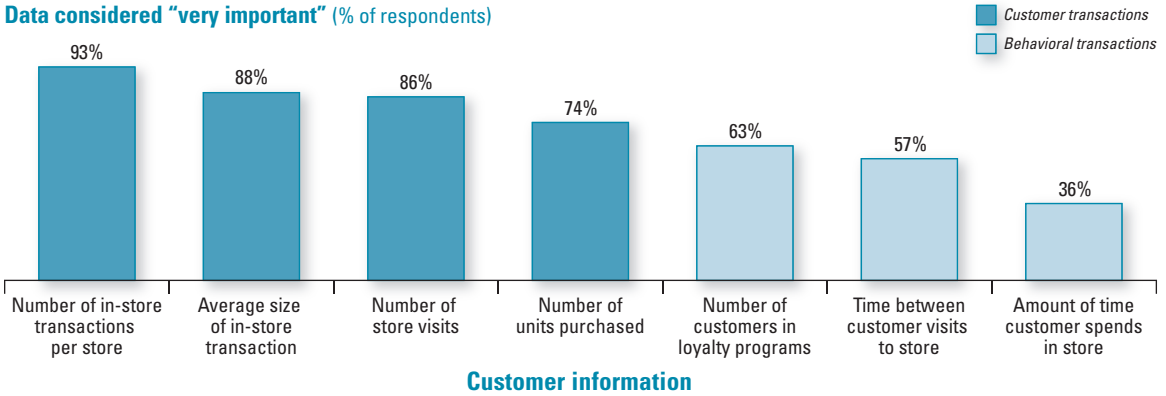 Data considered “very important” (% of respondents)
Customer transactions
Behavioral transactions
93%
88%
86%
74%
63%
57%
36%
Number of in-store
transactions
per store
Average size
of in-store
transaction
Number of
store visits
Number of
units purchased
Number of
customers in
loyalty programs
Time between
customer visits
to store
Amount of time
customer spends
in store
Customer information